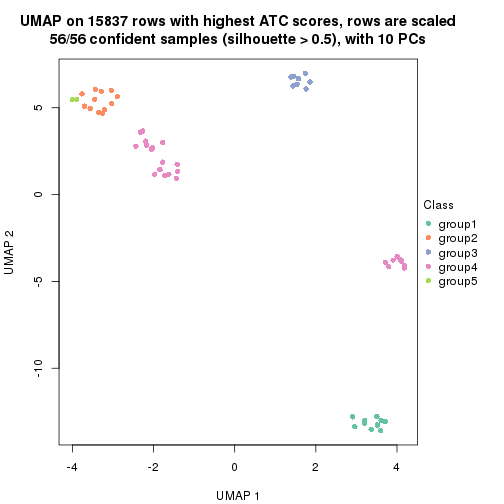 UMAP on 15837 rows with highest ATC scores, rows are scaled
56/56 confident samples (silhouette > 0.5), with 10 PCs
5
0
-5
-10
UMAP 2
-4
-2
0
2
4
UMAP 1
Class
group1
group2
group3
group4
group5